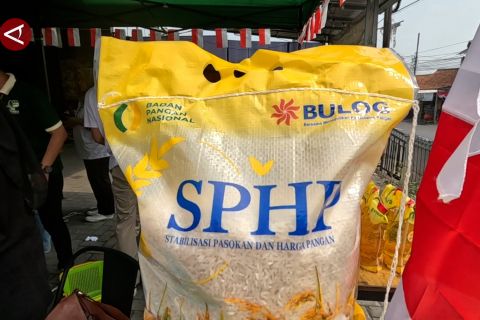 BADAN
PANGAN
NASIONAL
BULOG
SPHP
STABILISASI PASOKAN DAN HARGA PANGAN